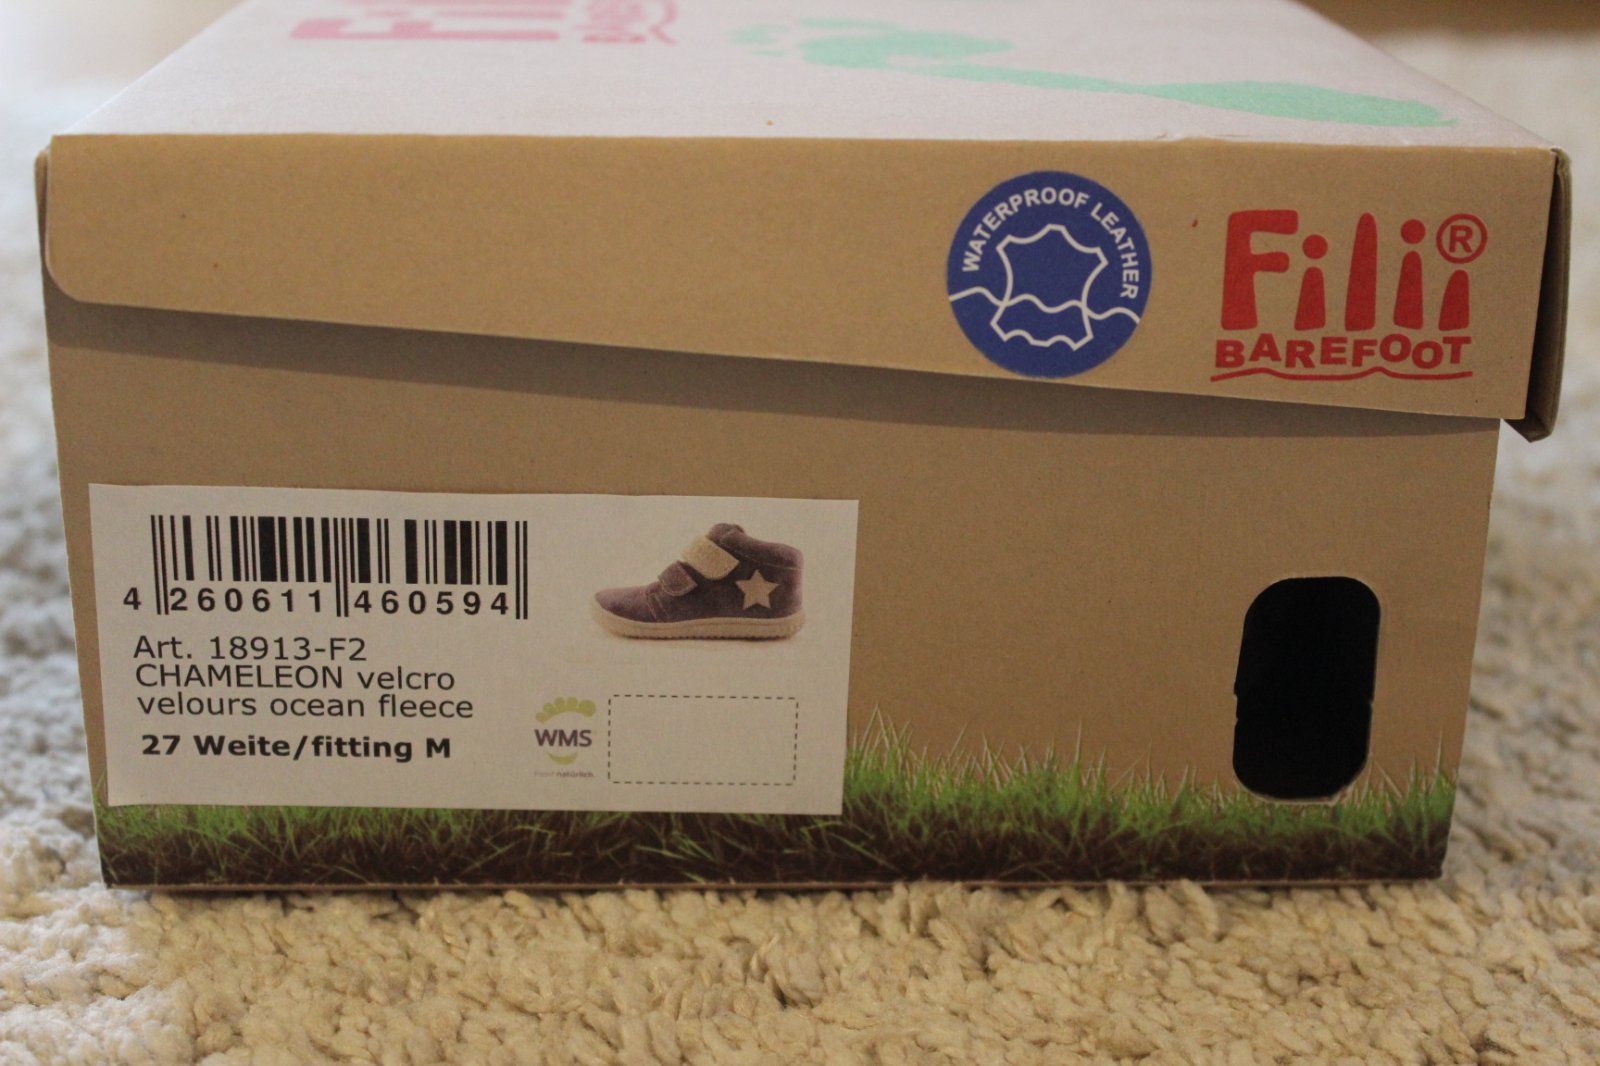 WATERPROOF LEATHER
Filii®
BAREFOOT
4 260611 460594
Art. 18913-F2
CHAMELEON velcro
velours ocean fleece
27 Weite/fitting M
WMS
natürlich.